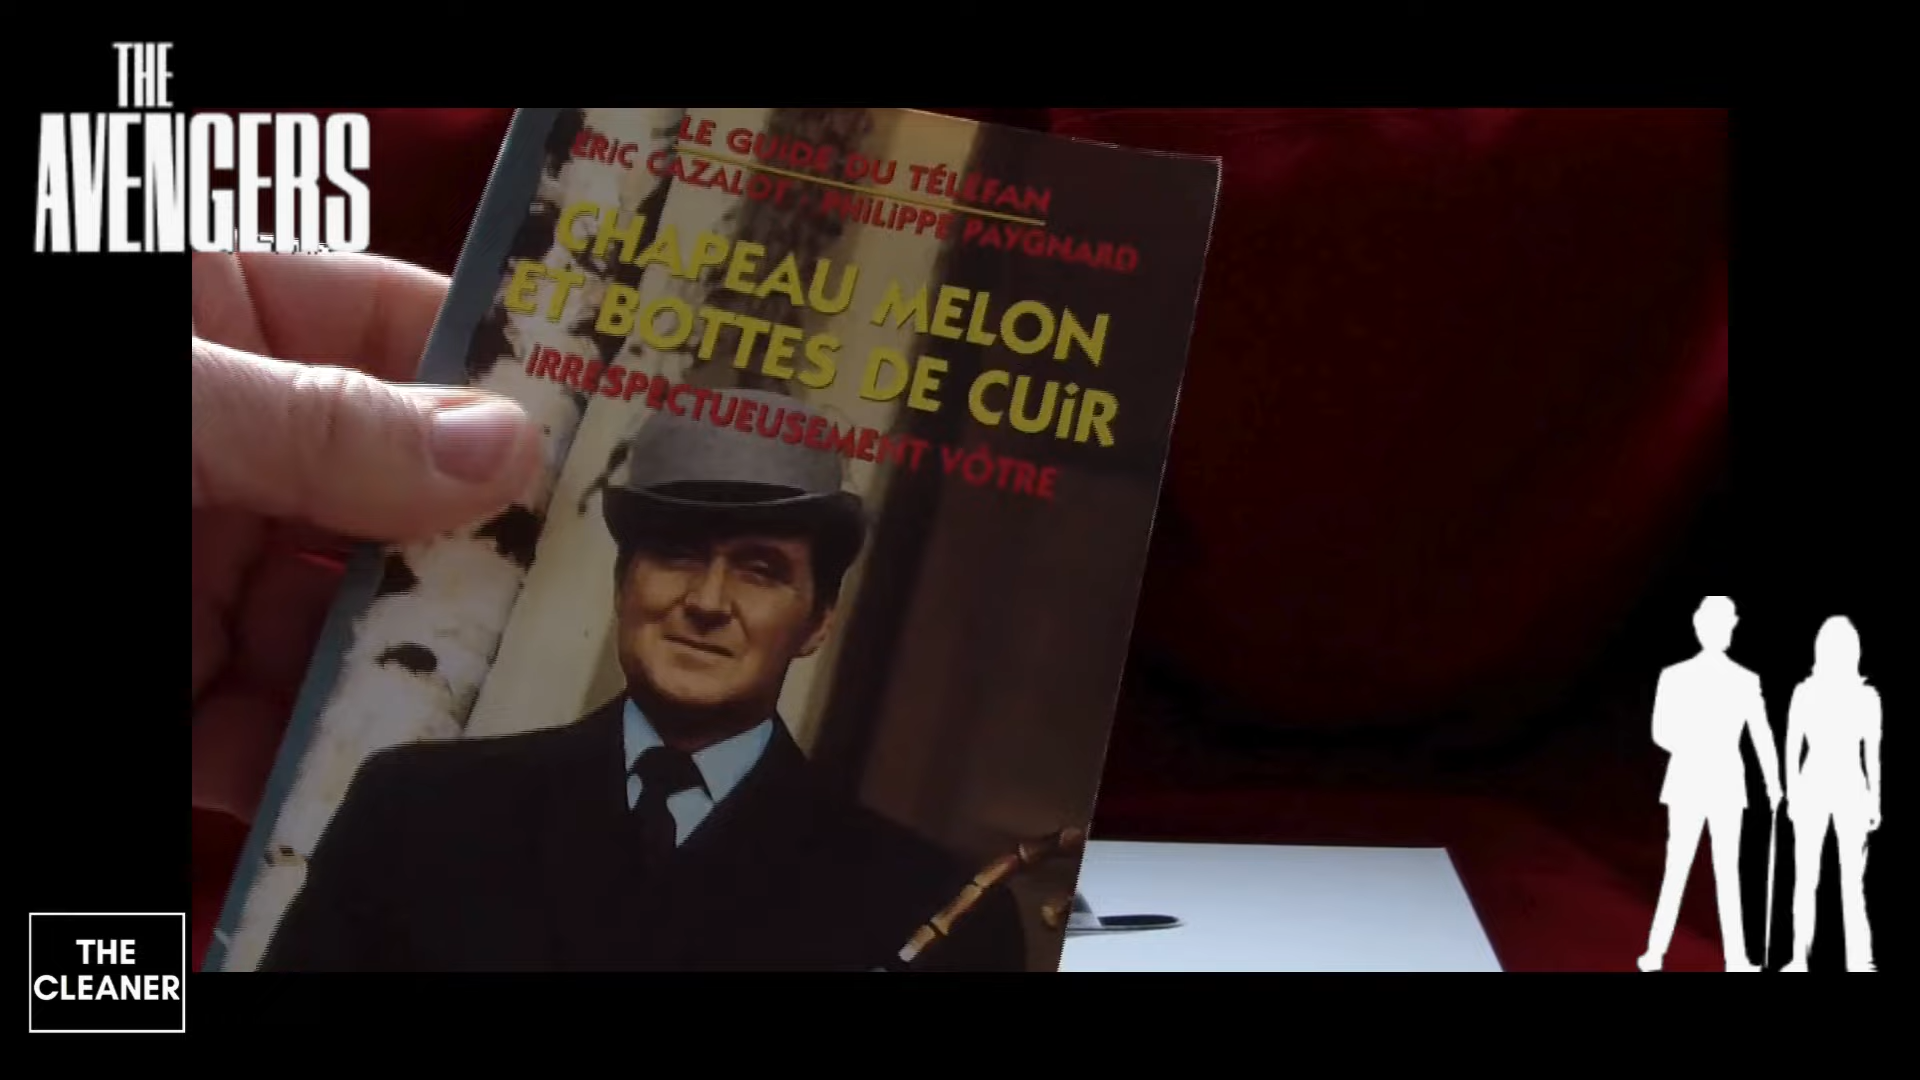 THE
AVENGERS
LE GUIDE DU TÉLÉFAN
ÉRIC CAZALOT - PHILIPPE PAYGNARD
CHAPEAU MELON
ET BOTTES DE CUIR
IRRESPECTUEUSEMENT VÔTRE
THE
CLEANER